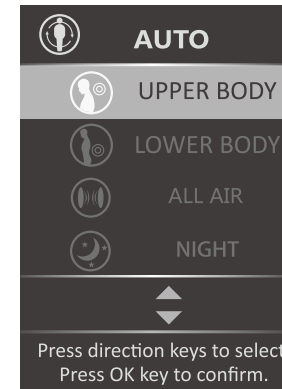 AUTO
UPPER BODY
LOWER BODY
ALL AIR
NIGHT
Press direction keys to select
Press OK key to confirm.